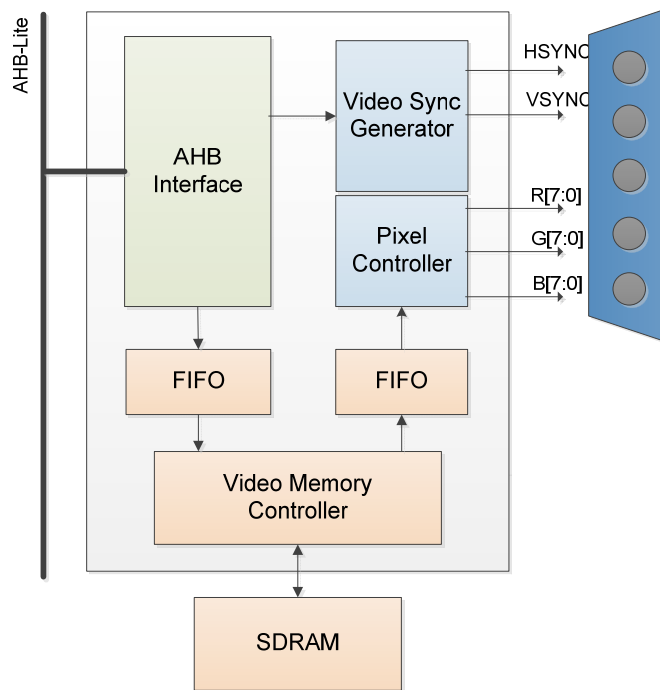 AHB-Lite
AHB
Interface
Video Sync
Generator
HSYNC
VSYNC
Pixel
Controller
R[7:0]
G[7:0]
B[7:0]
FIFO
FIFO
Video Memory
Controller
SDRAM